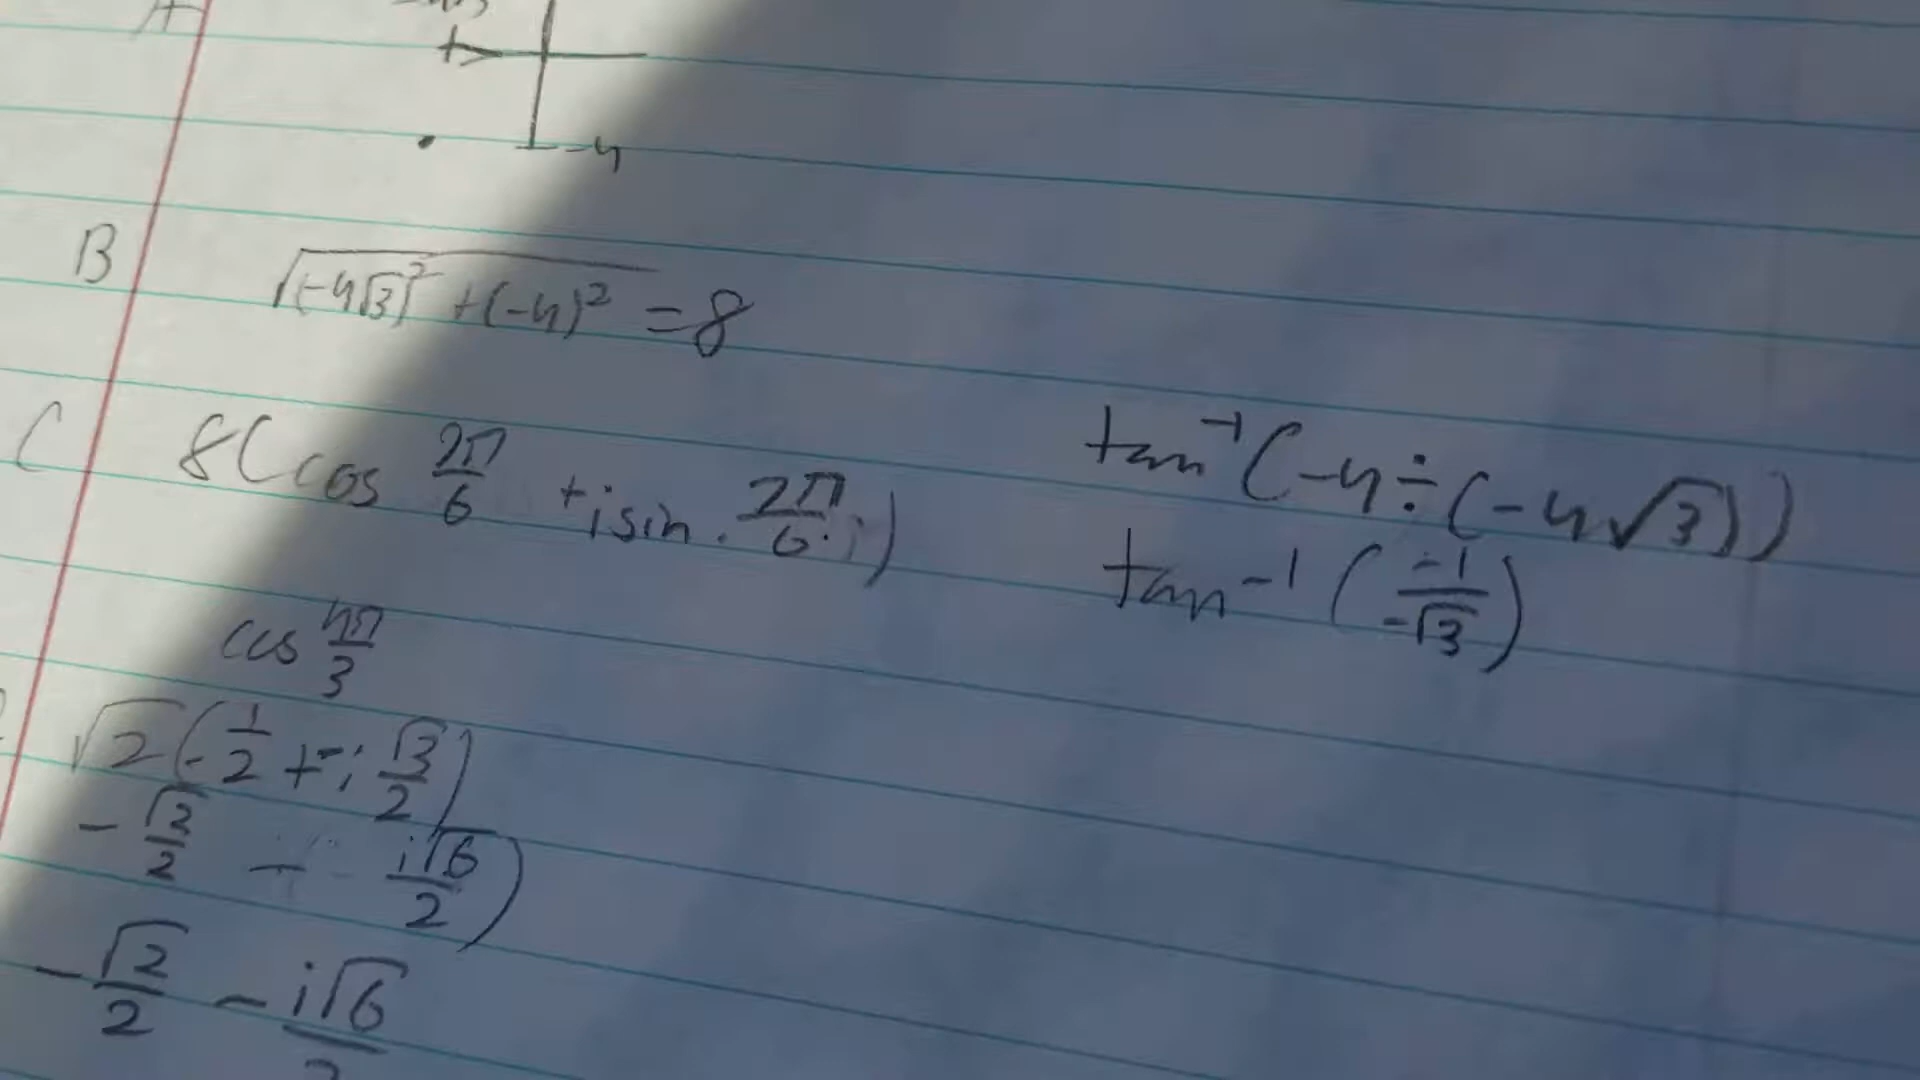 -4
B √((-4√3)² + (-4)²) = 8
C 8(cos 2π/6 + i sin 2π/6)
tan⁻¹(-4 ÷ (-4√3))
tan⁻¹(-1/-√3)
cos 4π/3
√2(-1/2 + -i √3/2)
-√2/2 - i√6/2)
-√2/2 - i√6/2